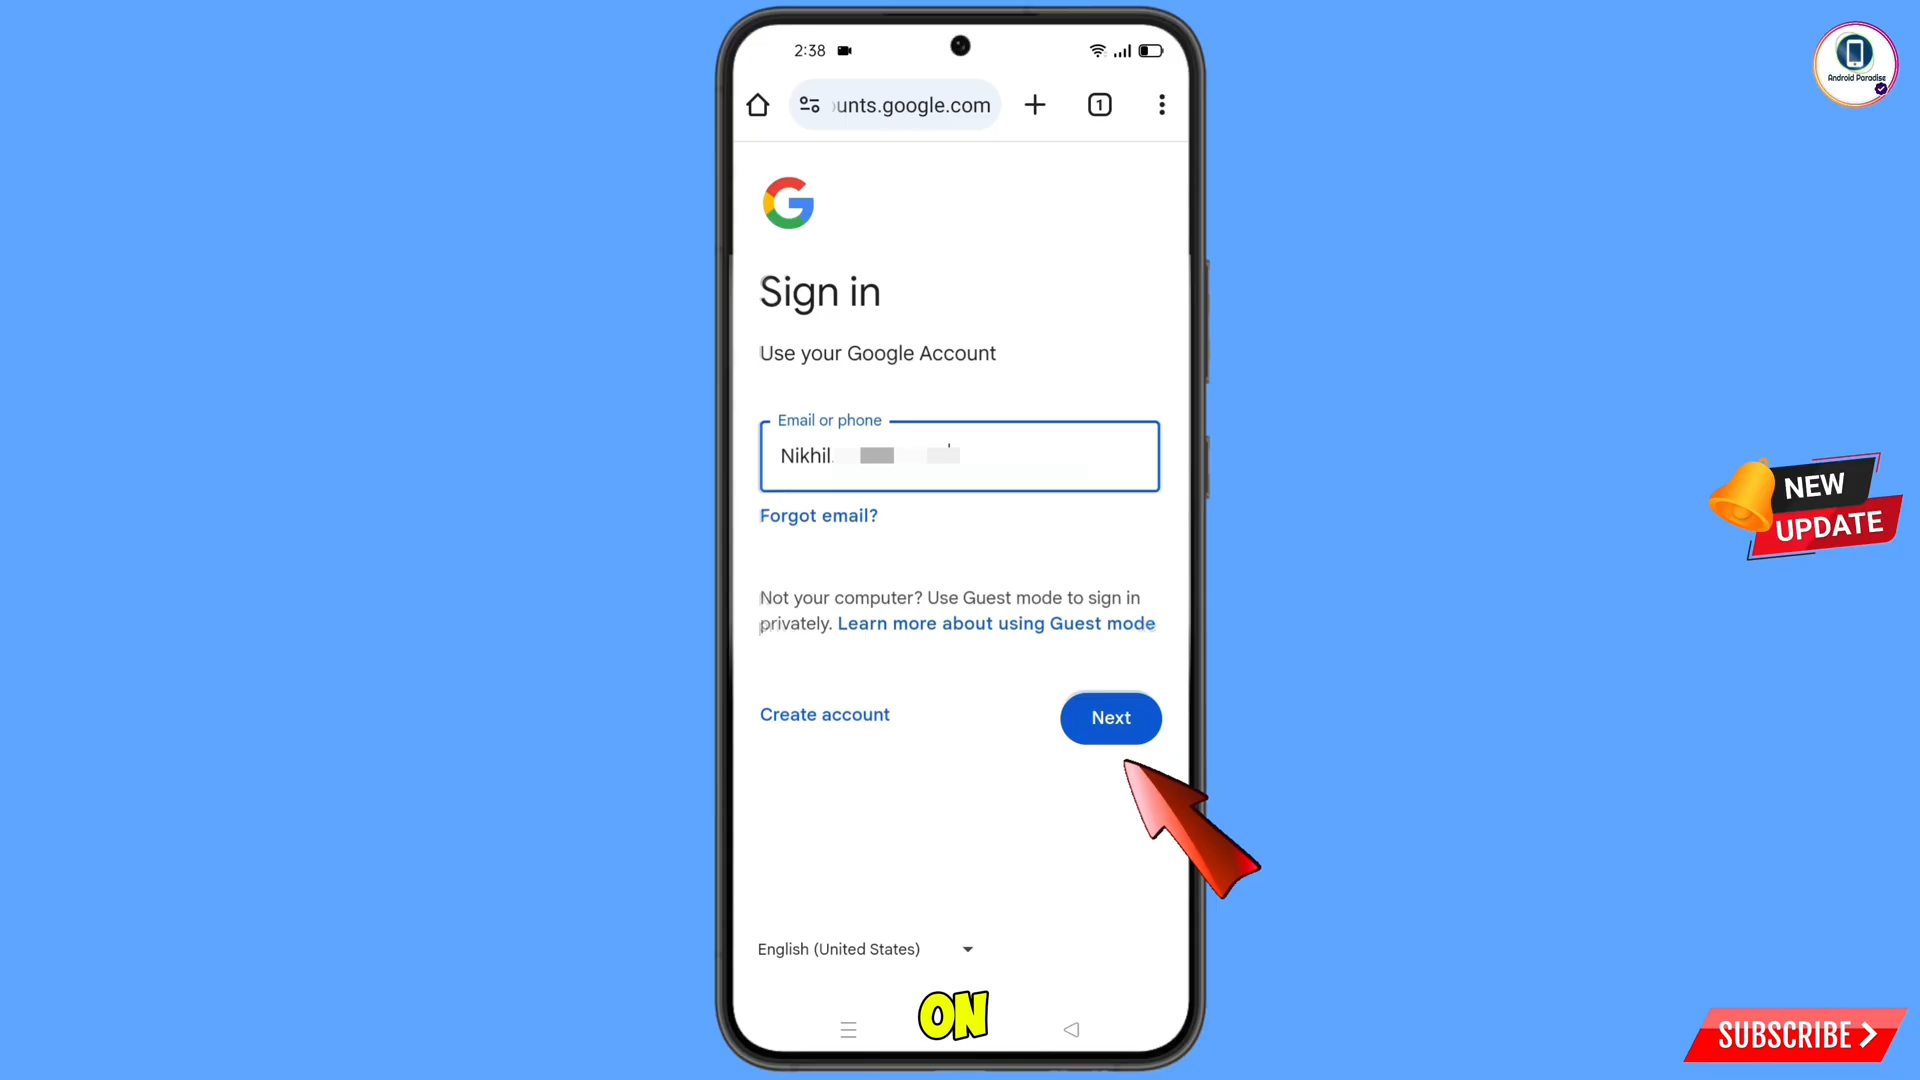 2:38
ounts.google.com
1
Sign in
Use your Google Account
Email or phone
Nikhil.
Forgot email?
Not your computer? Use Guest mode to sign in
privately. Learn more about using Guest mode
Create account
Next
English (United States)
ON
Android Paradise
NEW
UPDATE
SUBSCRIBE